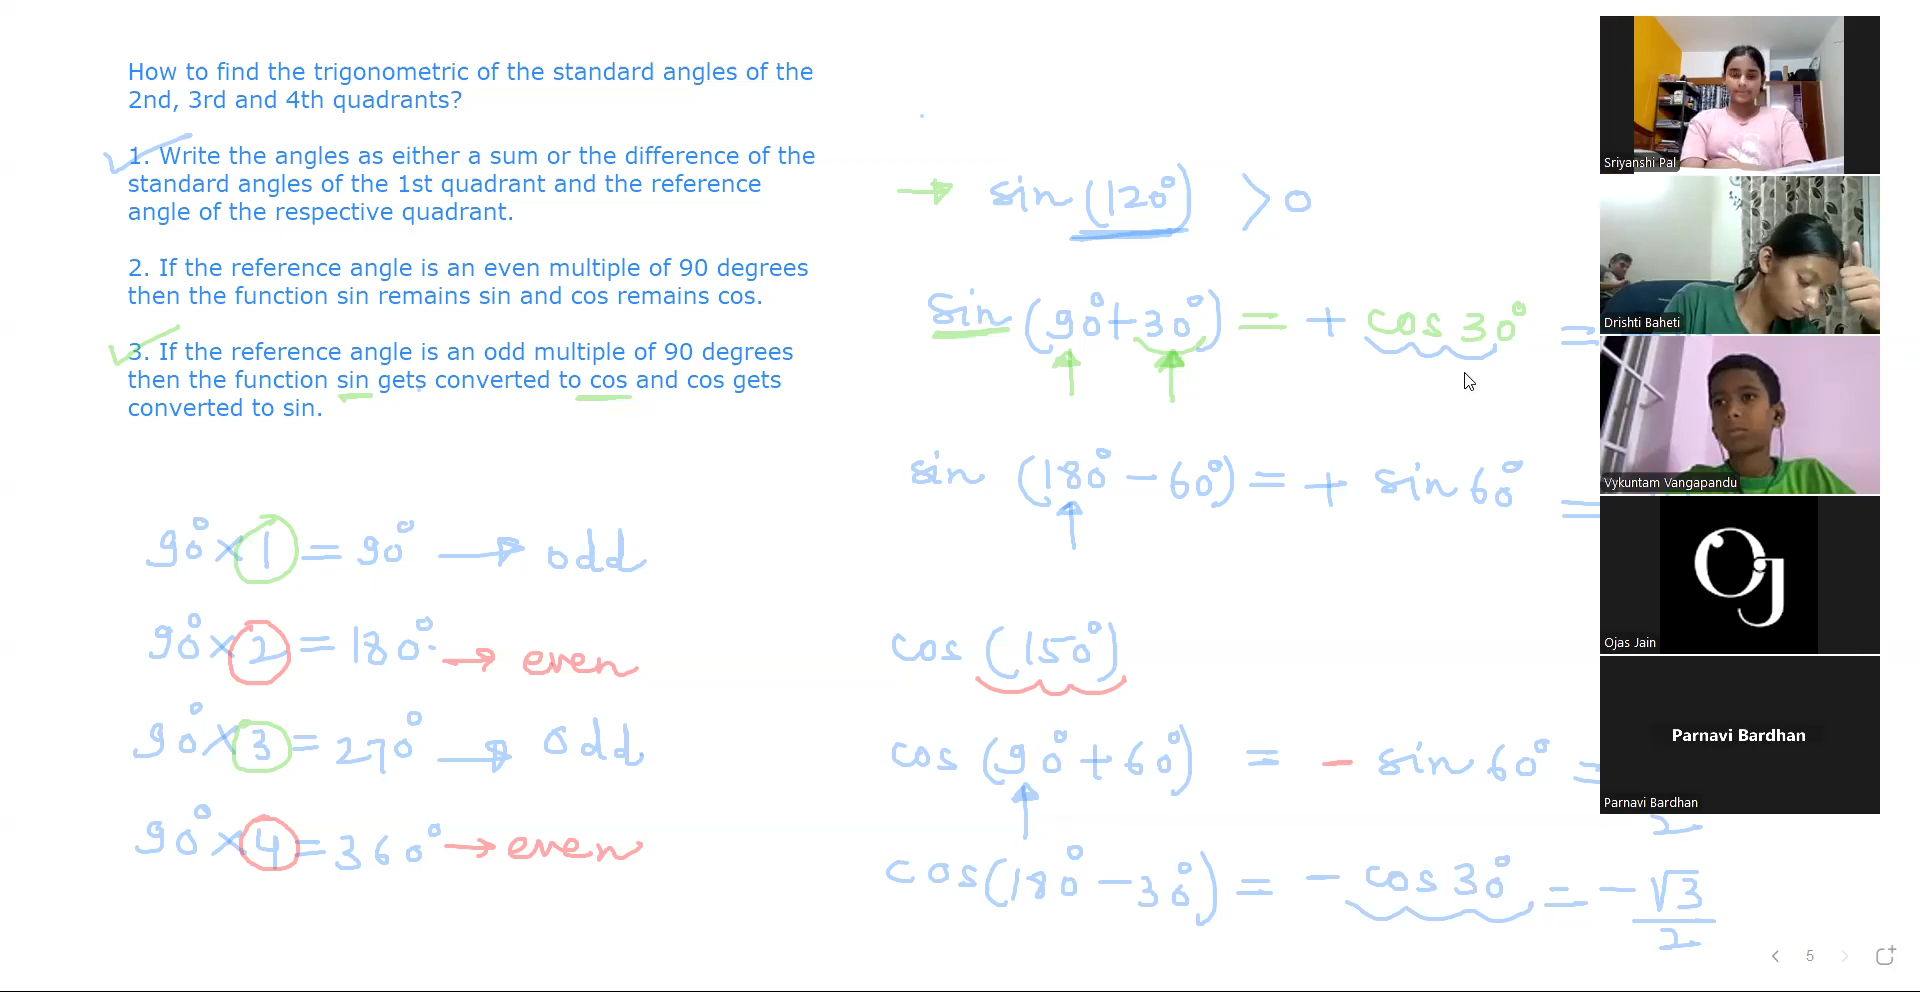 How to find the trigonometric of the standard angles of the
2nd, 3rd and 4th quadrants?
1. Write the angles as either a sum or the difference of the
standard angles of the 1st quadrant and the reference
angle of the respective quadrant.
2. If the reference angle is an even multiple of 90 degrees
then the function sin remains sin and cos remains cos.
3. If the reference angle is an odd multiple of 90 degrees
then the function sin gets converted to cos and cos gets
converted to sin.
90° × 1 = 90° → odd
90° × 2 = 180° → even
90° × 3 = 270° → odd
90° × 4 = 360° → even
→ sin (120°) > 0
sin (90° + 30°) = + cos 30° =
sin (180° − 60°) = + sin 60° =
cos (150°)
cos (90° + 60°) = − sin 60° =
2
cos (180° − 30°) = − cos 30° = − √3
2
Sriyanshi Pal
Drishti Baheti
Vykuntam Vangapandu
OJ
Ojas Jain
Parnavi Bardhan
Parnavi Bardhan
5